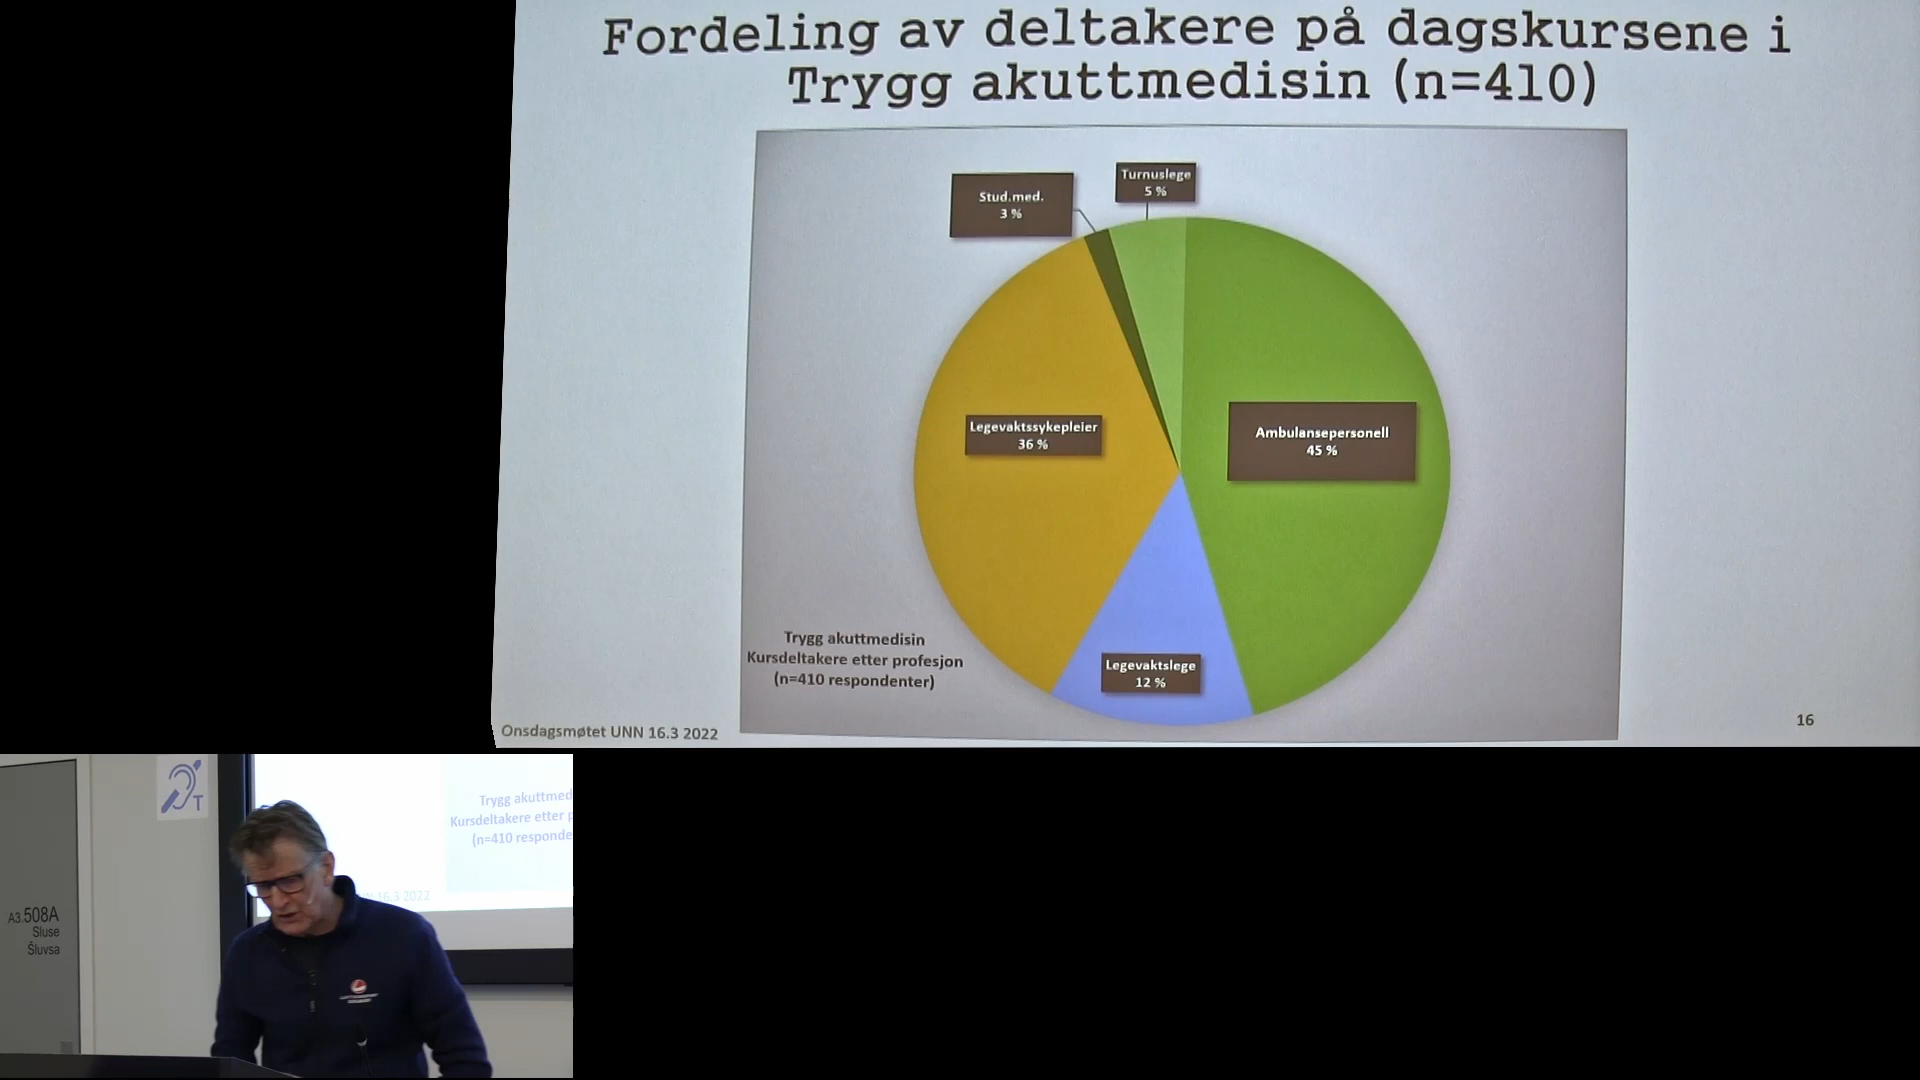 Fordeling av deltakere på dagskursene i
Trygg akuttmedisin (n=410)
Turnuslege
5 %
Stud.med.
3 %
Legevaktssykepleier
36 %
Ambulansepersonell
45 %
Legevaktslege
12 %
Trygg akuttmedisin
Kursdeltakere etter profesjon
(n=410 respondenter)
Onsdagsmøtet UNN 16.3 2022
16
T
Trygg akuttmed
Kursdeltakere etter p
(n=410 responde
16.3 2022
A3.508A
Sluse
Šluvsa